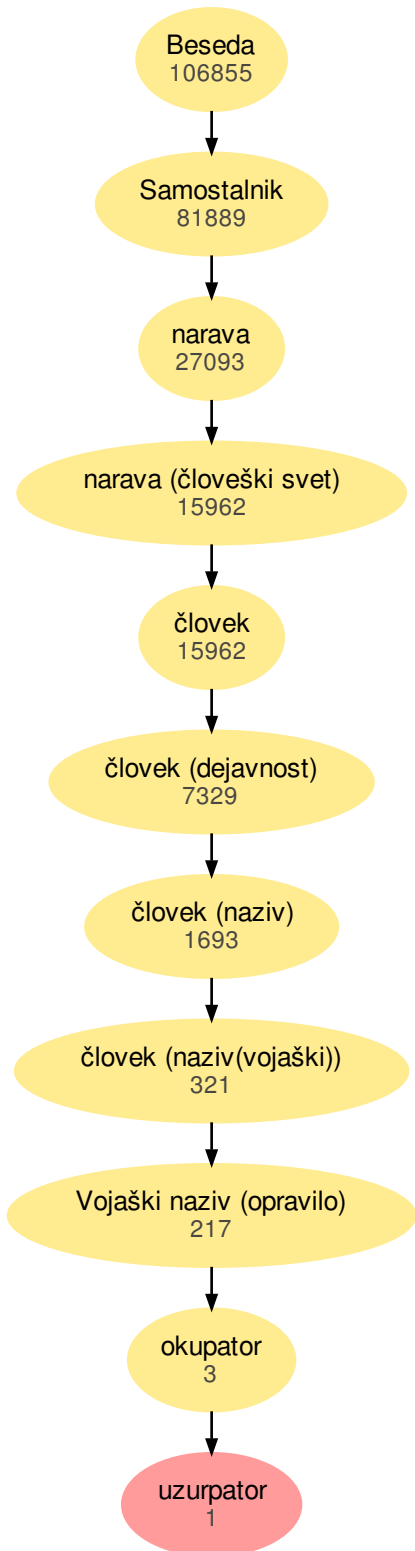 Beseda
106855
Samostalnik
81889
narava
27093
narava (človeški svet)
15962
človek
15962
človek (dejavnost)
7329
človek (naziv)
1693
človek (naziv(vojaški))
321
Vojaški naziv (opravilo)
217
okupator
3
uzurpator
1